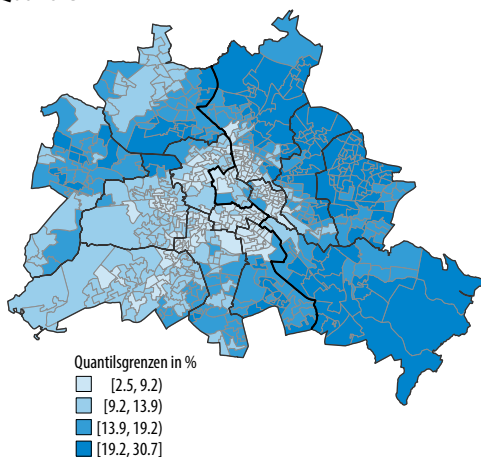 Quantilsgrenzen in %
[2.5, 9.2)
[9.2, 13.9)
[13.9, 19.2)
[19.2, 30.7]